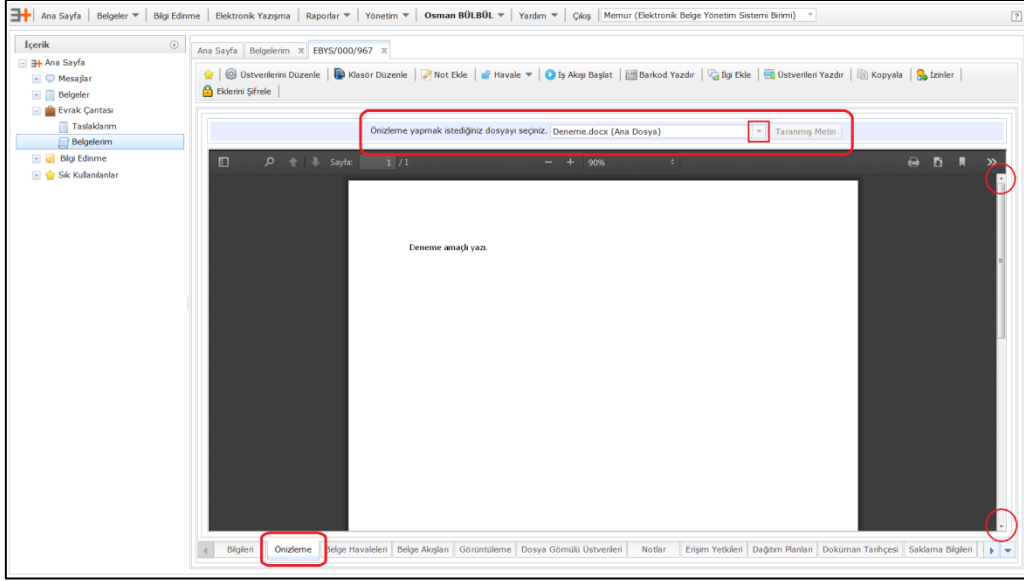 Ana Sayfa Belgeler Bilgi Edinme Elektronik Yazışma Raporlar Yönetim Osman BÜLBÜL Yardım Çıkış Memur (Elektronik Belge Yönetim Sistemi Birimi) ?
İçerik
Ana Sayfa
Mesajlar
Belgeler
Evrak Çantası
Taslaklarım
Belgelerim
Bilgi Edinme
Sık Kullanılanlar
Ana Sayfa Belgelerim x EBYS/000/967 x
Üstverilerini Düzenle Klasör Düzenle Not Ekle Havale İş Akışı Başlat Barkod Yazdır İlgi Ekle Üstverileri Yazdır Kopyala İzinler
Eklerini Şifrele
Önizleme yapmak istediğiniz dosyayı seçiniz. Deneme.docx (Ana Dosya) Taranmış Metin
Sayfa: 1 / 1 90%
Deneme amaçlı yazı.
Bilgileri Önizleme Belge Havaleleri Belge Akışları Görüntüleme Dosya Gömülü Üstverileri Notlar Erişim Yetkileri Dağıtım Planları Doküman Tarihçesi Saklama Bilgileri